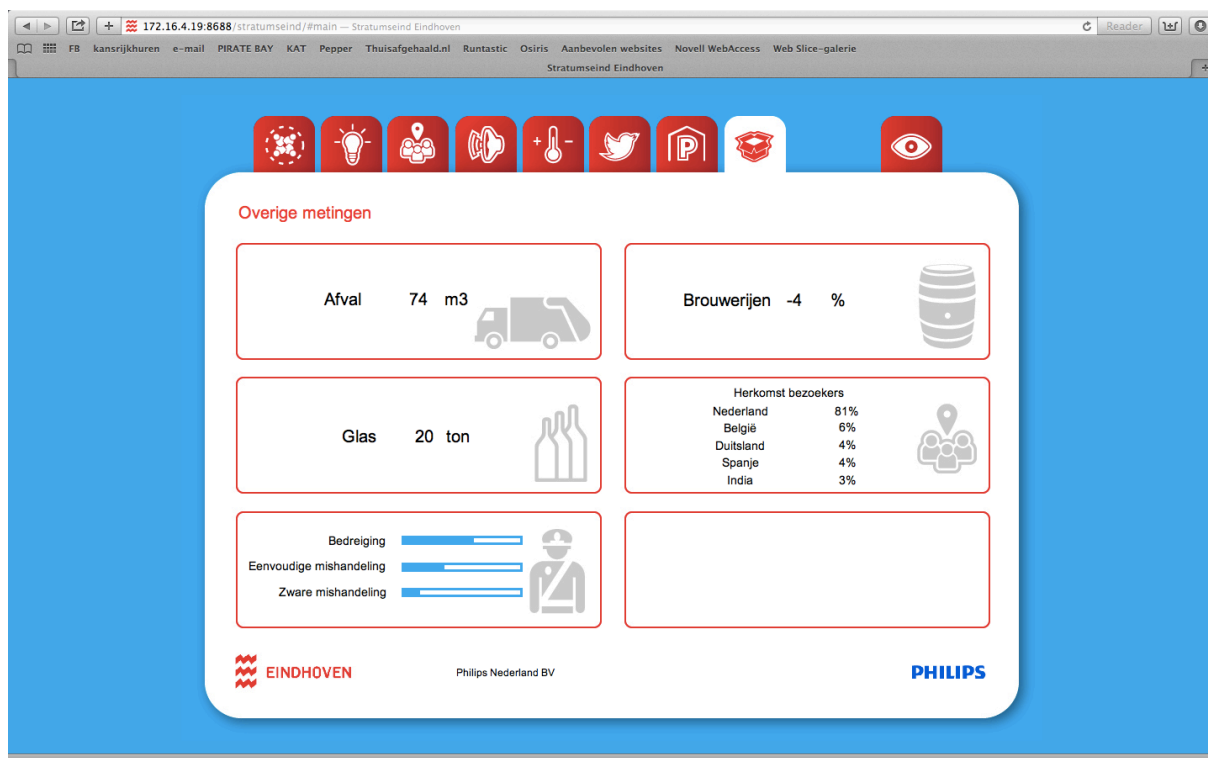 172.16.4.19:8688/stratumseind/#main — Stratumseind Eindhoven
Reader
FB kansrijkhuren e-mail PIRATE BAY KAT Pepper Thuisafgehaald.nl Runtastic Osiris Aanbevolen websites Novell WebAccess Web Slice-galerie
Stratumseind Eindhoven
+ -
P
Overige metingen
Afval 74 m3
Brouwerijen -4 %
Glas 20 ton
Herkomst bezoekers
Nederland 81%
België 6%
Duitsland 4%
Spanje 4%
India 3%
Bedreiging
Eenvoudige mishandeling
Zware mishandeling
EINDHOVEN
Philips Nederland BV
PHILIPS